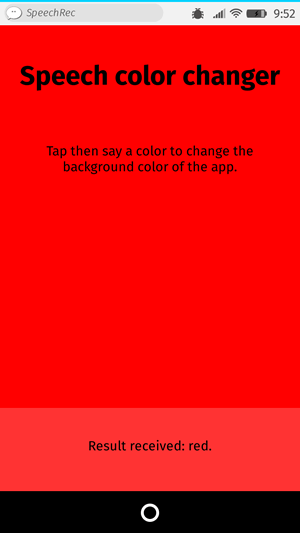 SpeechRec 9:52
Speech color changer
Tap then say a color to change the
background color of the app.
Result received: red.